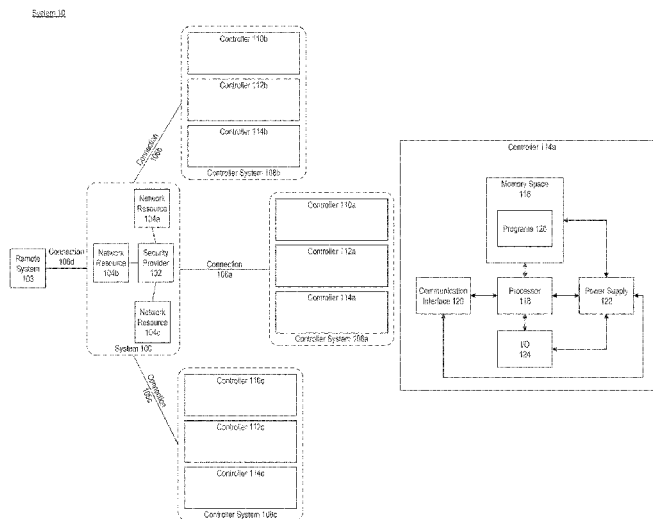 System 10
Controller 110b
Controller 112b
Controller 114b
Controller System 108b
Connection
106b
Remote
System
103
Connection
106d
Network
Resource
104a
Network
Resource
104b
Security
Provider
102
Network
Resource
104c
System 100
Connection
106a
Controller 110a
Controller 112a
Controller 114a
Controller System 108a
Connection
106c
Controller 110c
Controller 112c
Controller 114c
Controller System 108c
Controller 114a
Memory Space
116
Programs 126
Communication
Interface 120
Processor
118
Power Supply
122
I/O
124